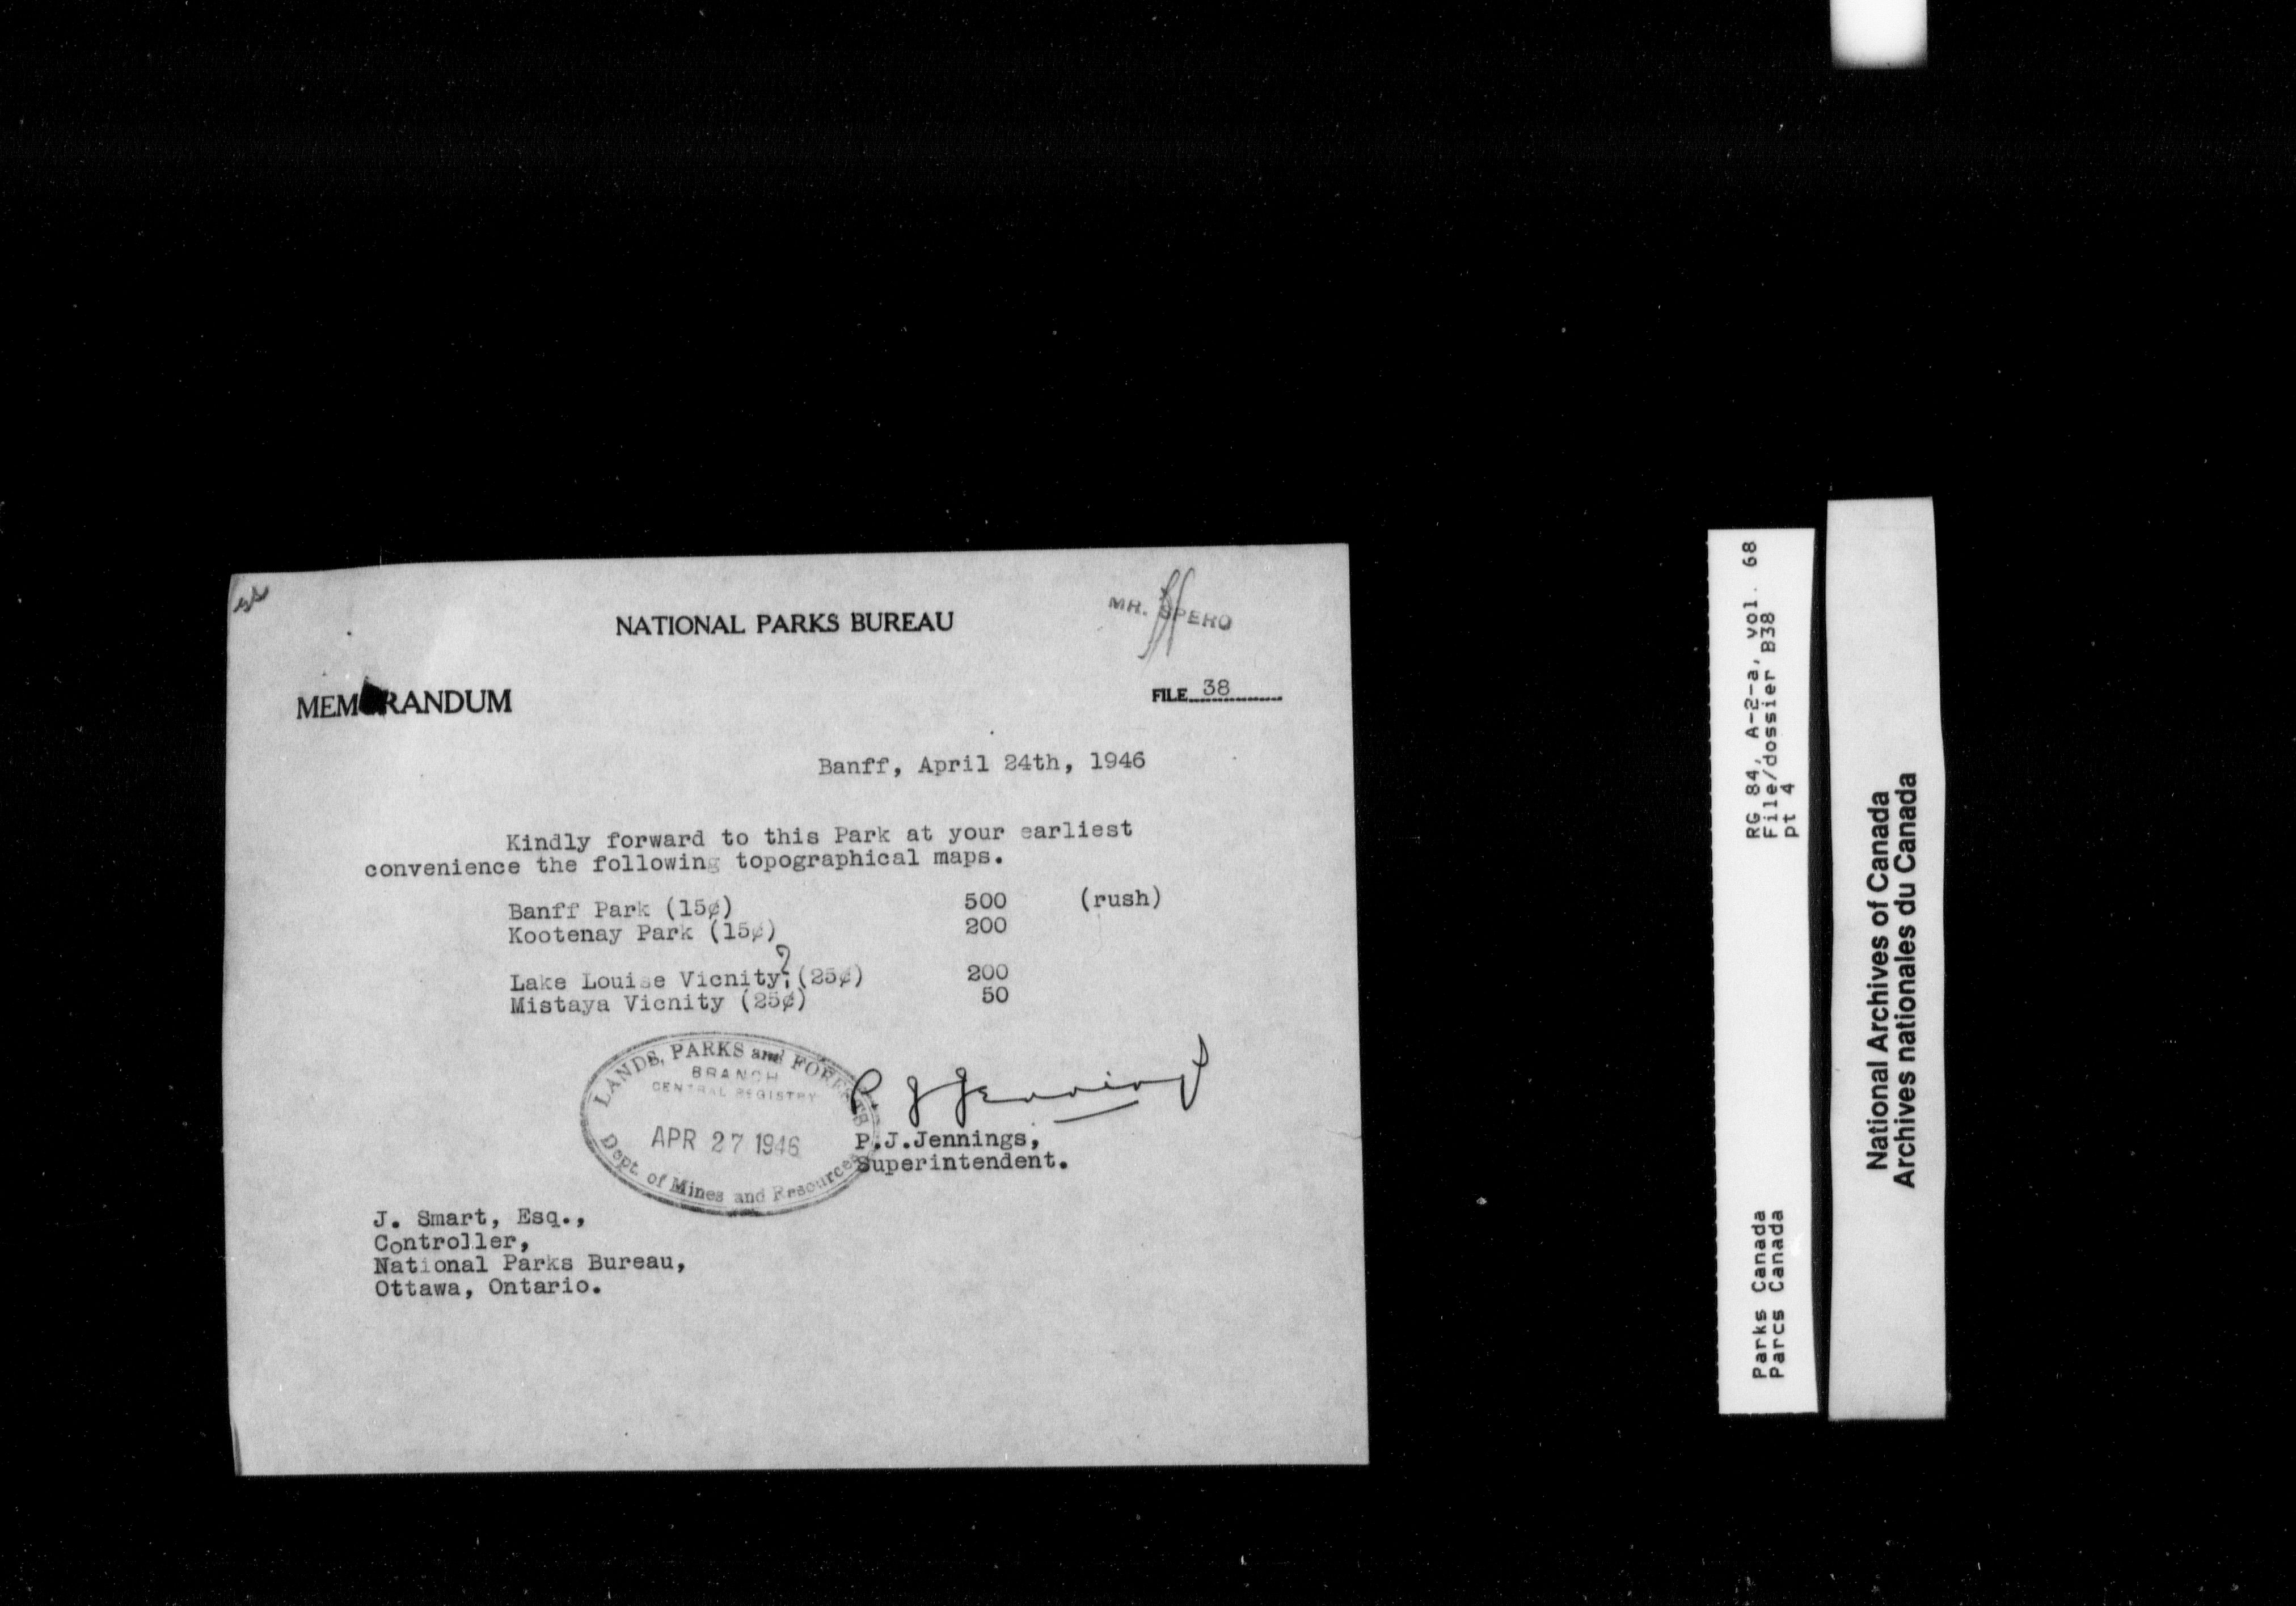 NATIONAL PARKS BUREAU
MR. SPERO
MEMORANDUM
FILE 38
Banff, April 24th, 1946
Kindly forward to this Park at your earliest
convenience the following topographical maps.
Banff Park (15¢) 500 (rush)
Kootenay Park (15¢) 200
Lake Louise Vicnity ? (25¢) 200
Mistaya Vicnity (25¢) 50
LANDS, PARKS and FORESTS
BRANCH
CENTRAL REGISTRY
APR 27 1946
Dept. of Mines and Resources
P J Jennings
P.J.Jennings,
Superintendent.
J. Smart, Esq.,
Controller,
National Parks Bureau,
Ottawa, Ontario.
RG 84, A-2-a, vol. 68
File/dossier B38
pt 4
Parks Canada
Parcs Canada
National Archives of Canada
Archives nationales du Canada